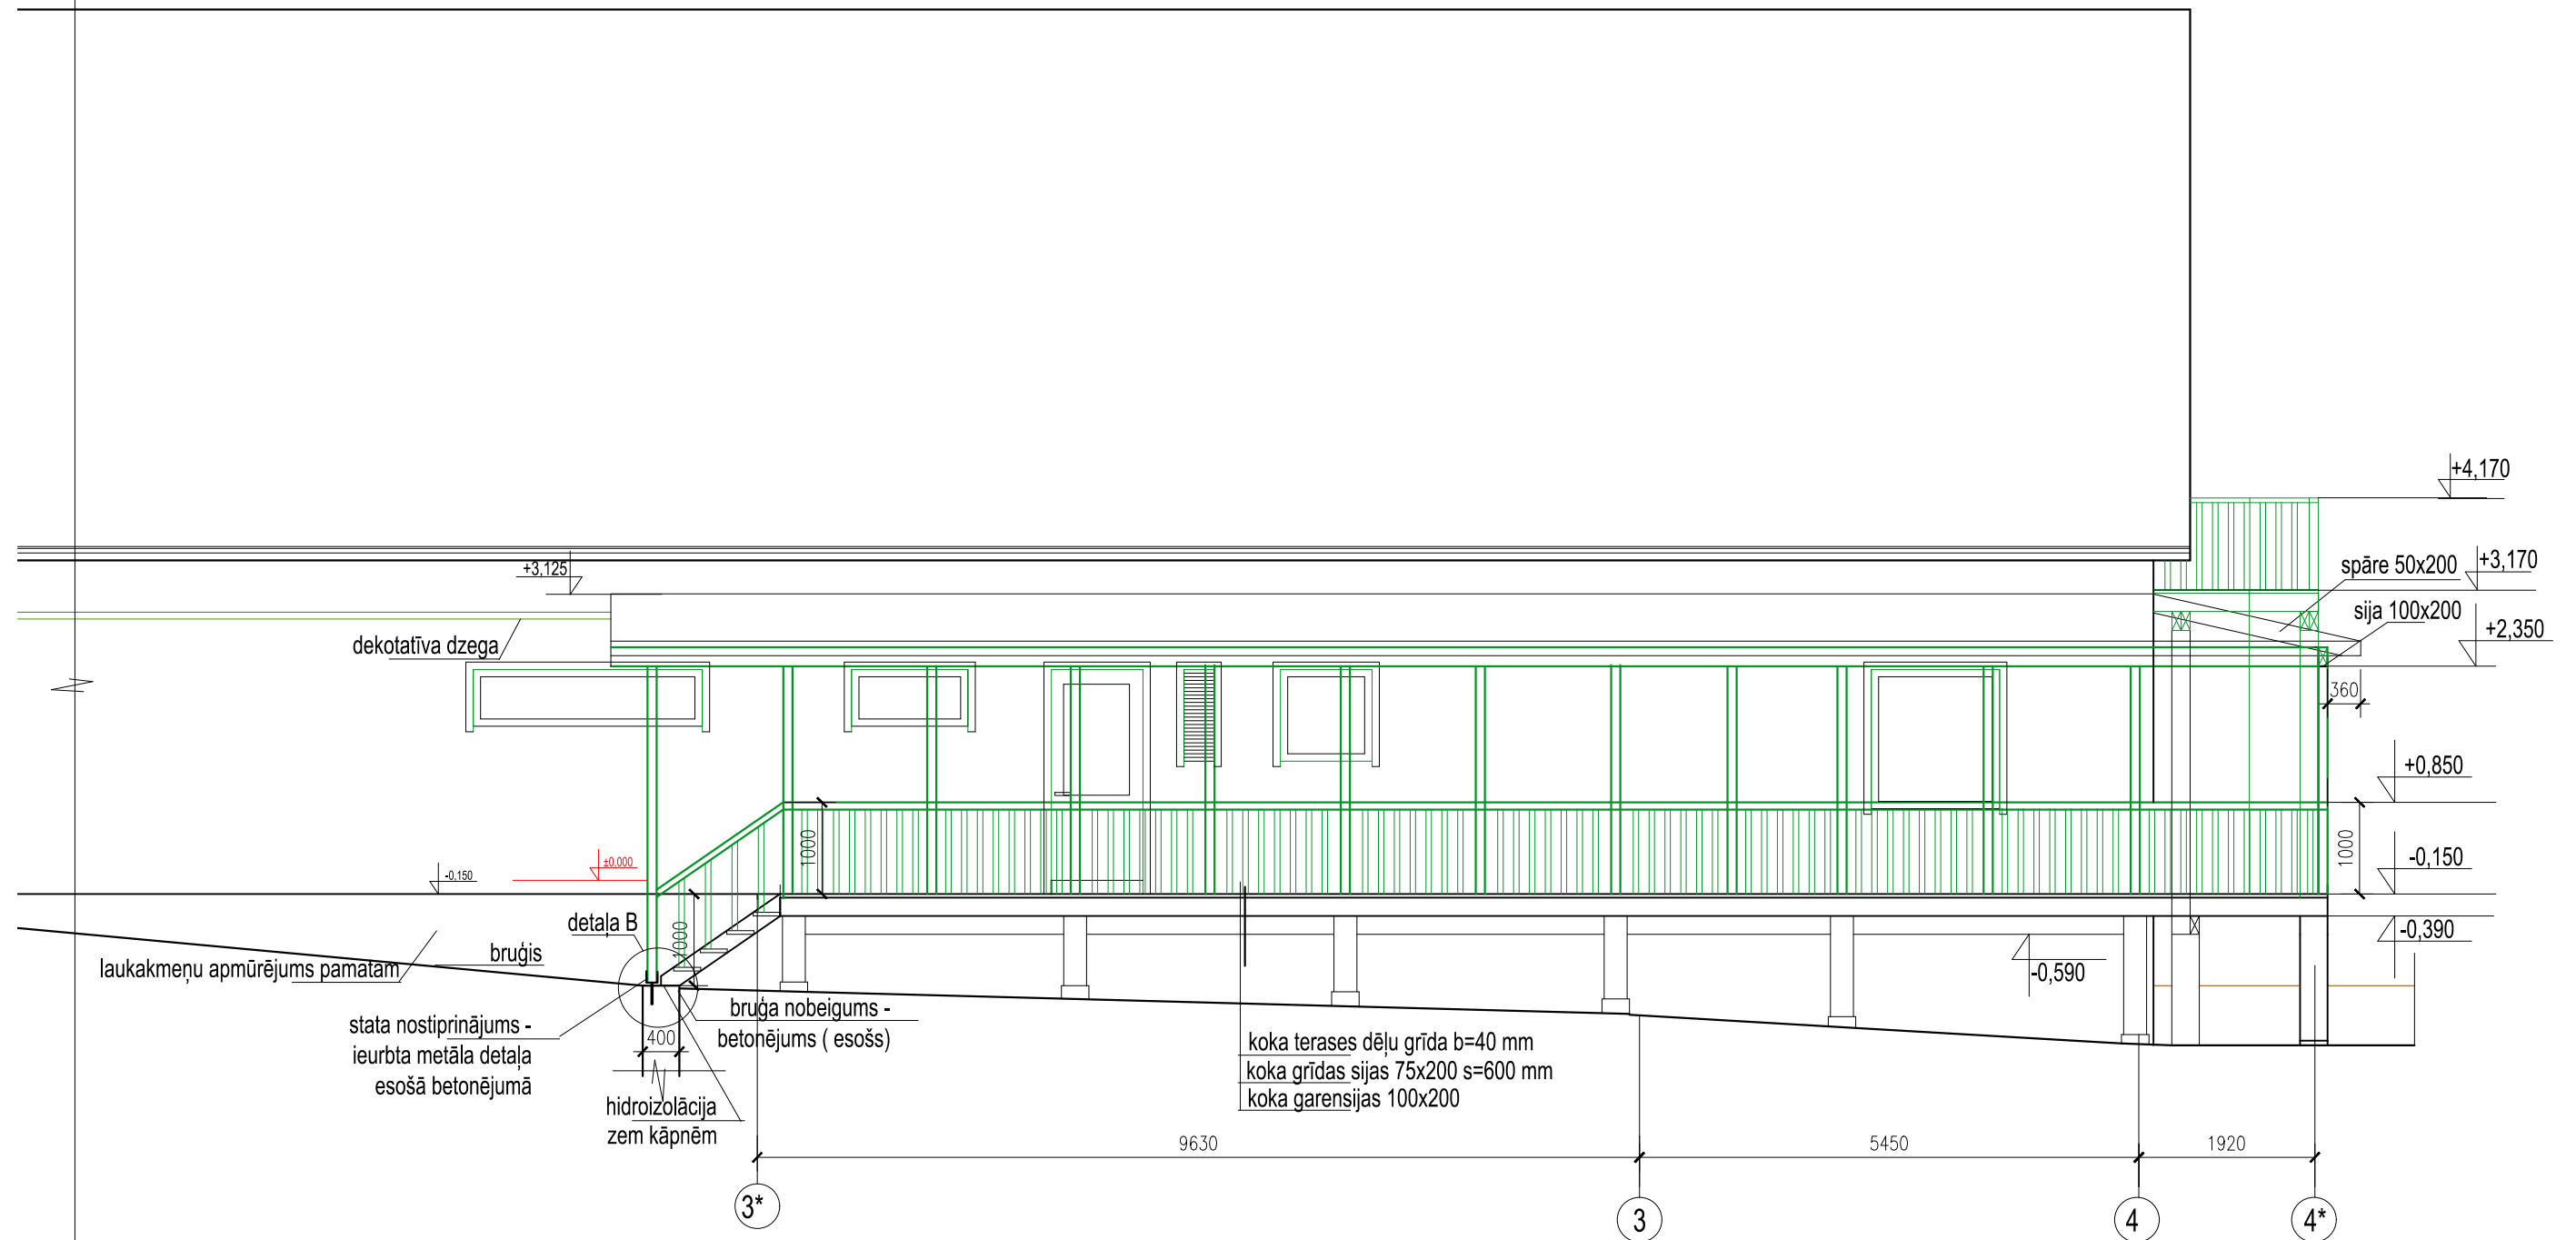 +4,170
+3,125
spāre 50x200
+3,170
sija 100x200
+2,350
dekotatīva dzega
360
+0,850
1000
1000
±0,000
-0,150
-0,150
detaļa B
1000
-0,390
bruģis
laukakmeņu apmūrējums pamatam
-0,590
bruģa nobeigums -
betonējums ( esošs)
stata nostiprinājums -
ieurbta metāla detaļa
esošā betonējumā
400
koka terases dēļu grīda b=40 mm
koka grīdas sijas 75x200 s=600 mm
koka garensijas 100x200
hidroizolācija
zem kāpnēm
9630
5450
1920
3*
3
4
4*